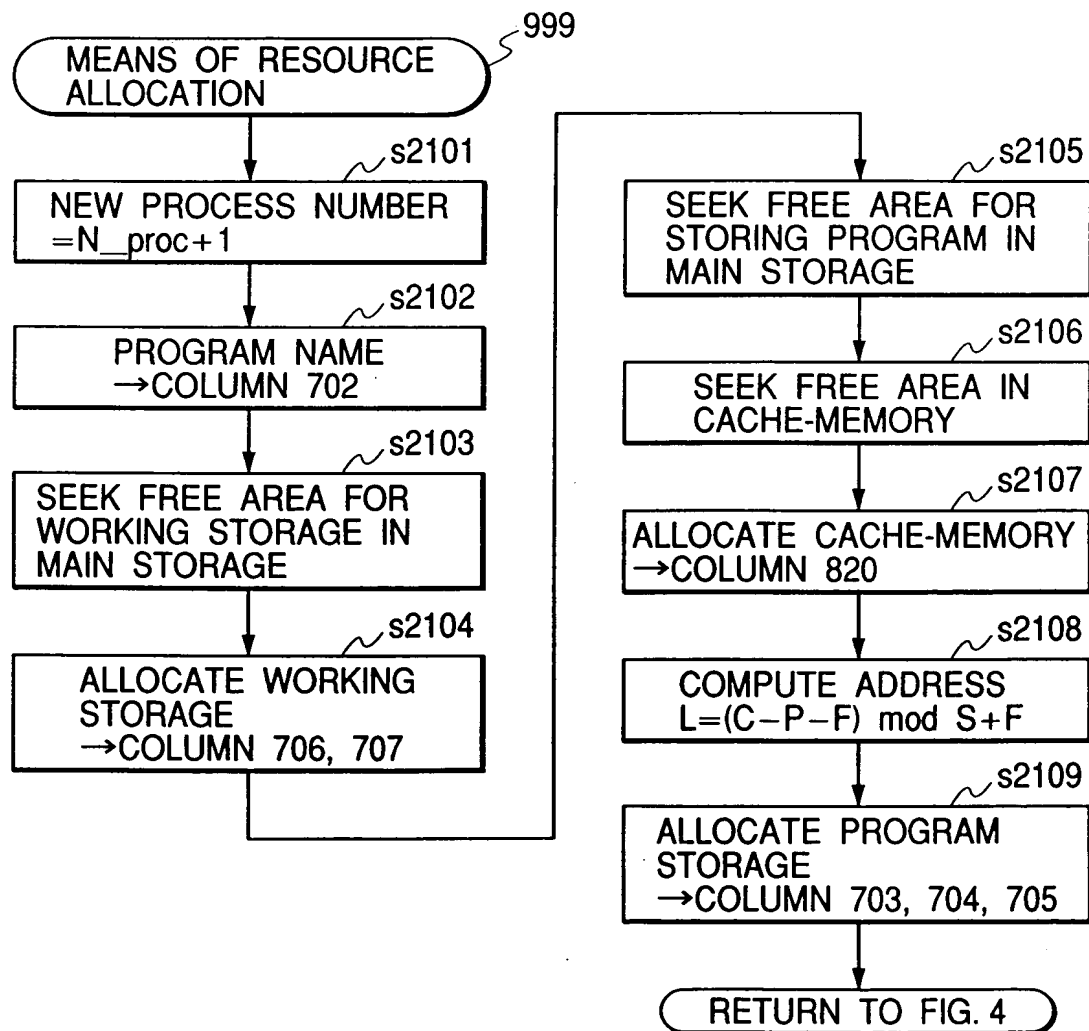 999
MEANS OF RESOURCE
ALLOCATION
s2101
NEW PROCESS NUMBER
=N__proc+1
s2102
PROGRAM NAME
→COLUMN 702
s2103
SEEK FREE AREA FOR
WORKING STORAGE IN
MAIN STORAGE
s2104
ALLOCATE WORKING
STORAGE
→COLUMN 706, 707
s2105
SEEK FREE AREA FOR
STORING PROGRAM IN
MAIN STORAGE
s2106
SEEK FREE AREA IN
CACHE-MEMORY
s2107
ALLOCATE CACHE-MEMORY
→COLUMN 820
s2108
COMPUTE ADDRESS
L=(C−P−F) mod S+F
s2109
ALLOCATE PROGRAM
STORAGE
→COLUMN 703, 704, 705
RETURN TO FIG. 4